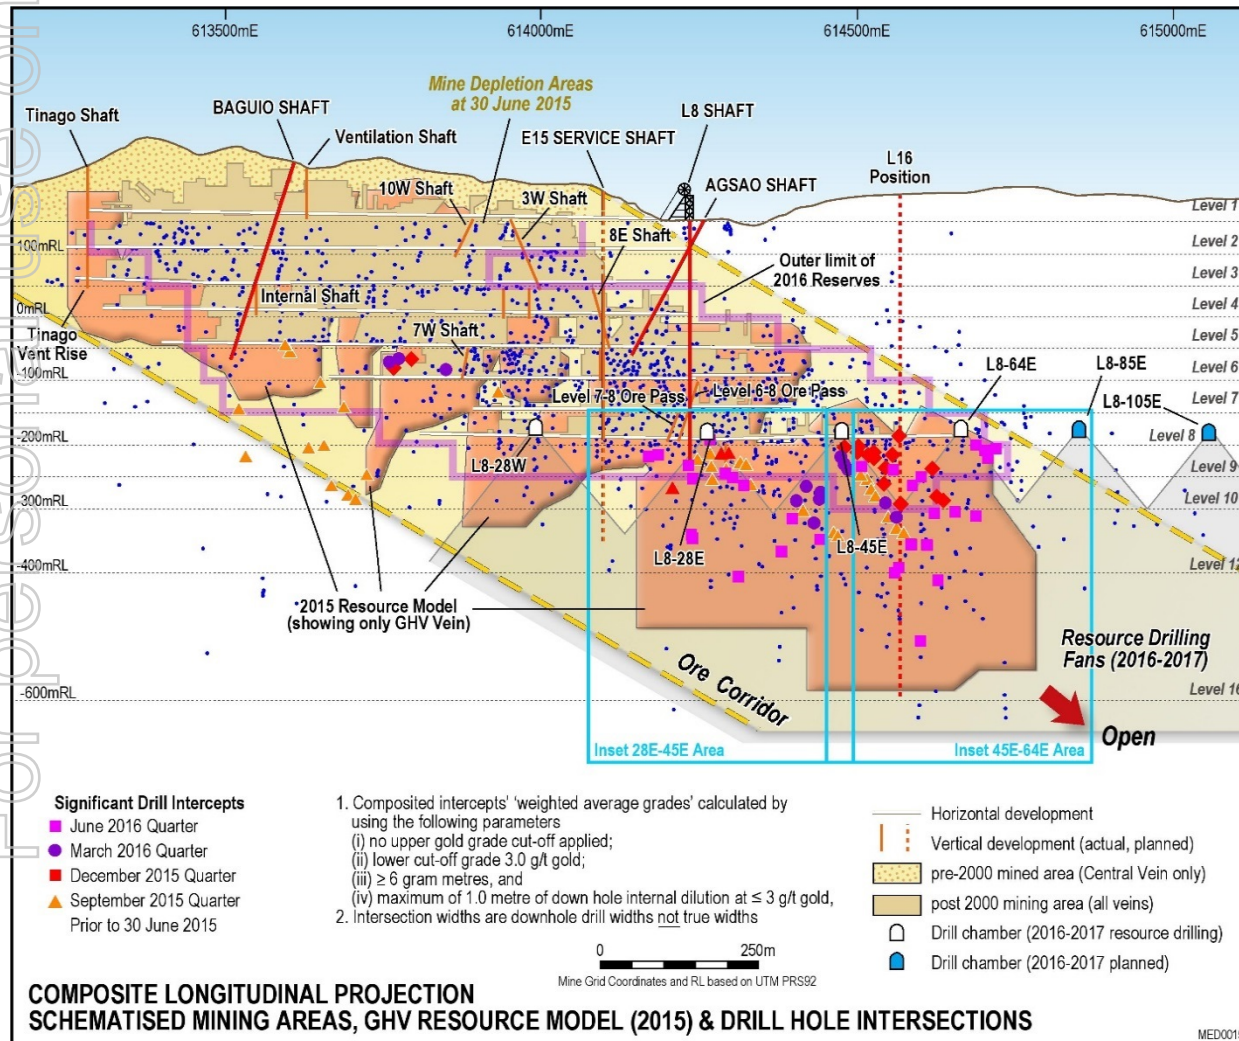 For personal use only
613500mE
614000mE
614500mE
615000mE
Mine Depletion Areas
at 30 June 2015
Tinago Shaft
BAGUIO SHAFT
Ventilation Shaft
E15 SERVICE SHAFT
L8 SHAFT
L16
Position
10W Shaft
3W Shaft
AGSAO SHAFT
8E Shaft
Level 1
Level 2
100mRL
Outer limit of
2016 Reserves
Level 3
Internal Shaft
Level 4
0mRL
Tinago
Vent Rise
7W Shaft
Level 5
Level 6
-100mRL
Level 7-8 Ore Pass
Level 6-8 Ore Pass
L8-64E
L8-85E
L8-105E
Level 7
-200mRL
Level 8
L8-28W
Level 9
-300mRL
Level 10
L8-28E
L8-45E
-400mRL
Level 12
2015 Resource Model
(showing only GHV Vein)
Resource Drilling
Fans (2016-2017)
Ore Corridor
-600mRL
Level 16
Open
Inset 28E-45E Area
Inset 45E-64E Area
Significant Drill Intercepts
June 2016 Quarter
March 2016 Quarter
December 2015 Quarter
September 2015 Quarter
Prior to 30 June 2015
1. Composited intercepts' 'weighted average grades' calculated by
using the following parameters
(i) no upper gold grade cut-off applied;
(ii) lower cut-off grade 3.0 g/t gold;
(iii) ≥ 6 gram metres, and
(iv) maximum of 1.0 metre of down hole internal dilution at ≤ 3 g/t gold,
2. Intersection widths are downhole drill widths not true widths
0 250m
Mine Grid Coordinates and RL based on UTM PRS92
Horizontal development
Vertical development (actual, planned)
pre-2000 mined area (Central Vein only)
post 2000 mining area (all veins)
Drill chamber (2016-2017 resource drilling)
Drill chamber (2016-2017 planned)
COMPOSITE LONGITUDINAL PROJECTION
SCHEMATISED MINING AREAS, GHV RESOURCE MODEL (2015) & DRILL HOLE INTERSECTIONS